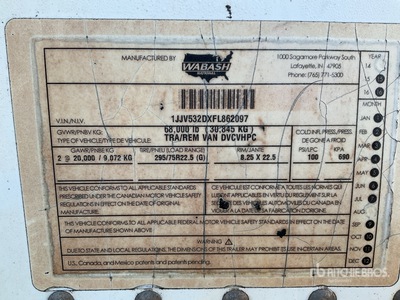 MANUFACTURED BY
WABASH
NATIONAL
1000 Sagamore Parkway South
Lafayette, IN 47905
Phone: (765) 771-5300
YEAR
14
15
16
MONTH
JAN
FEB
MAR
APR
MAY
JUN
JUL
AUG
SEP
OCT
NOV
DEC
V.I.N./N.I.V. 1JJV532DXFL862097
GVWR/PNBV KG: 68,000 lb ( 30,845 KG )
TYPE OF VEHICLE/TYPE DE VEHICULE: TRA/REM VAN DVCVHPC
GAWR/PNBE KG TIRE/PNEU (LOAD RANGE) RIM/JANTE
COLD INFL. PRESS./PRESS. DE GONF. A FROID
PSI/LPC KPA
2 @ 20,000 / 9,072 KG 295/75R22.5 (G) 8.25 X 22.5 100 690
THIS VEHICLE CONFORMS TO ALL APPLICABLE STANDARDS
PRESCRIBED UNDER THE CANADIAN MOTOR VEHICLE SAFETY
REGULATIONS IN EFFECT ON THE DATE OF ORIGINAL
MANUFACTURE.
CE VEHICULE EST CONFORME A TOUTES LES NORMES QUI
LUI SONT APPLICABLES EN VERTU DU REGLEMENT SUR LA
SECURITE DES VEHICULES AUTOMOBILES DU CANADA EN
VIGUEUR A LA DATE DE SA FABRICATION D'ORIGINE.
THIS VEHICLE CONFORMS TO ALL APPLICABLE U.S. FEDERAL MOTOR VEHICLE SAFETY STANDARDS IN EFFECT ON THE DATE
OF MANUFACTURE SHOWN ABOVE
WARNING
DUE TO STATE AND LOCAL REGULATIONS, THE DIMENSIONS OF THIS TRAILER MAY PREVENT ITS USE IN CERTAIN AREAS.
U.S., Canada, and Mexico patents and patents pending.
RITCHIE BROS.